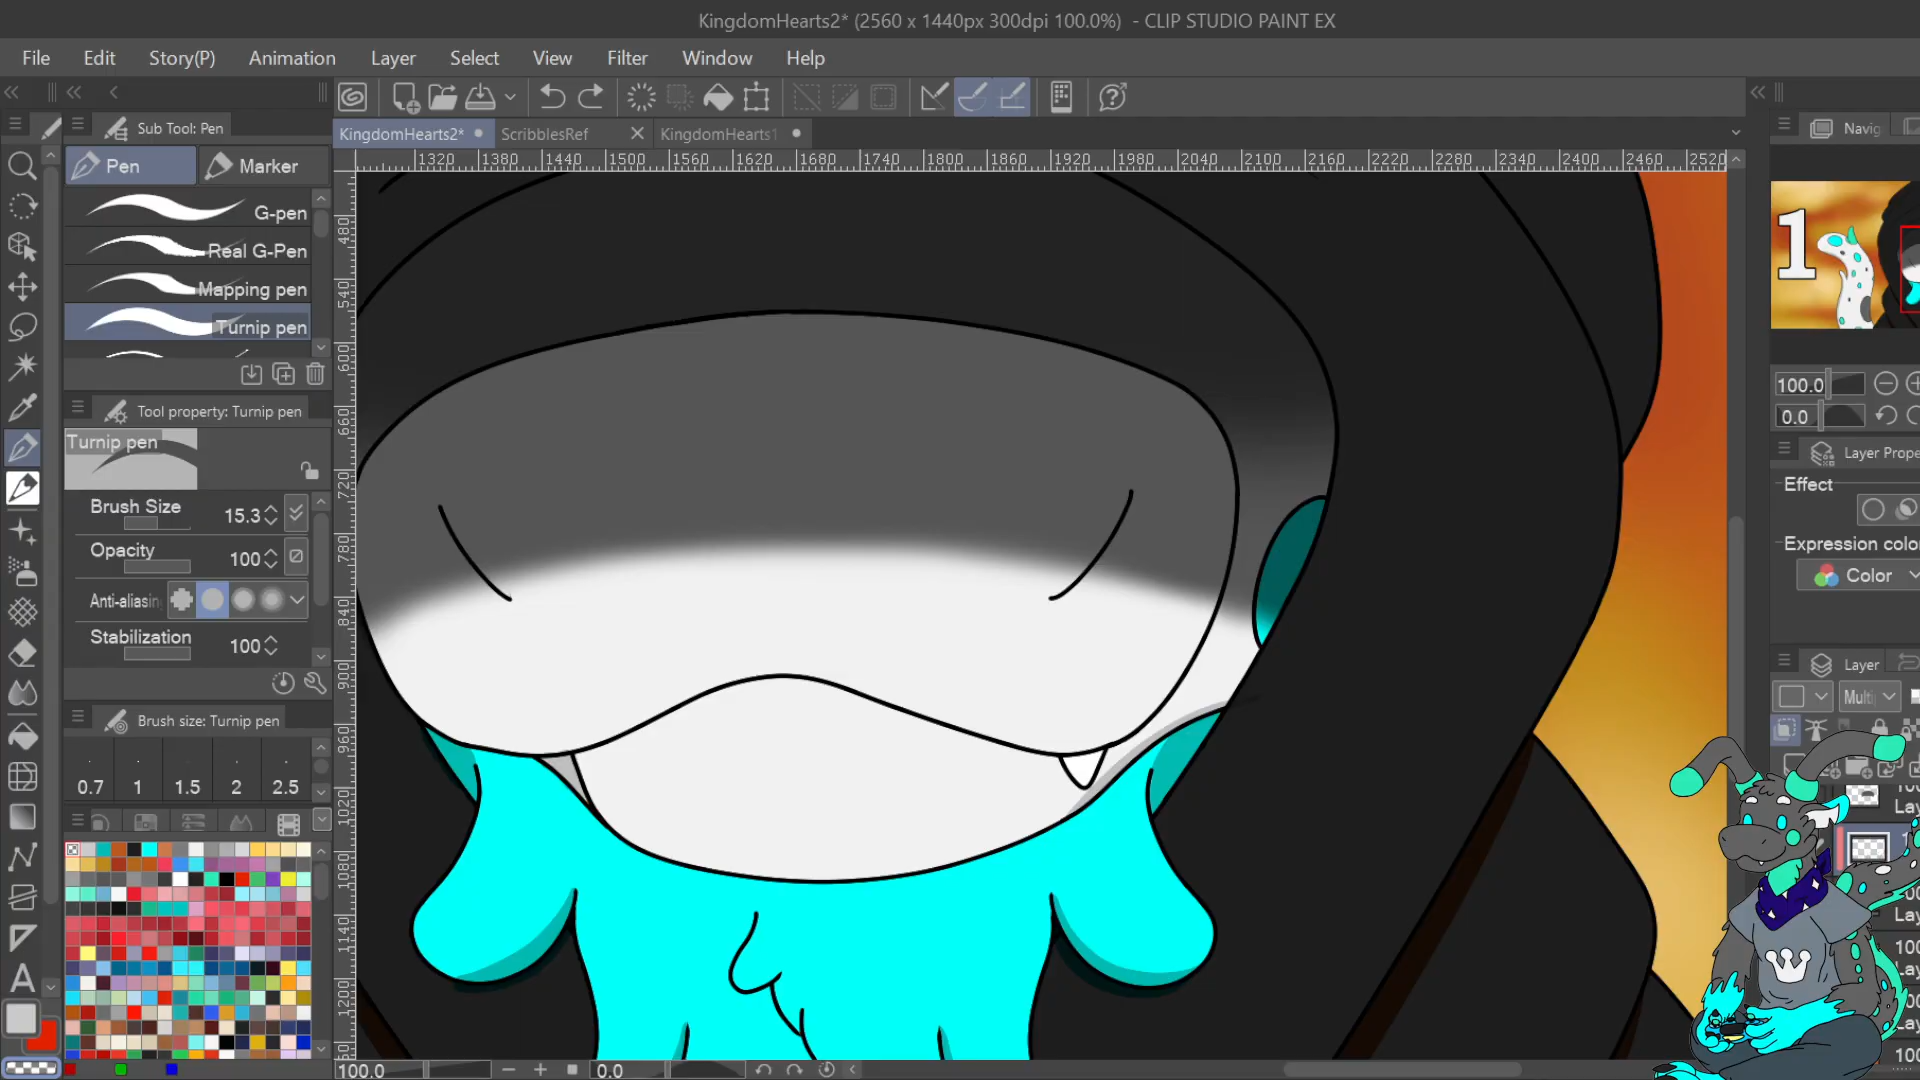 KingdomHearts2* (2560 x 1440px 300dpi 100.0%) - CLIP STUDIO PAINT EX
File Edit Story(P) Animation Layer Select View Filter Window Help
Sub Tool: Pen
Navig
KingdomHearts2* ScribblesRef KingdomHearts1
Pen Marker
1320 1380 1440 1500 1560 1620 1680 1740 1800 1860 1920 1980 2040 2100 2160 2220 2280 2340 2400 2460 2520
G-pen
Real G-Pen
Mapping pen
Turnip pen
1
480
540
600
660
720
780
840
900
960
1020
1080
1140
1200
100.0
0.0
Tool property: Turnip pen
Turnip pen
Layer Prope
Effect
Brush Size 15.3
Opacity 100
Expression color
Color
Anti-aliasing
Stabilization 100
Layer
Multi
Brush size: Turnip pen
0.7 1 1.5 2 2.5
A
100.0 0.0